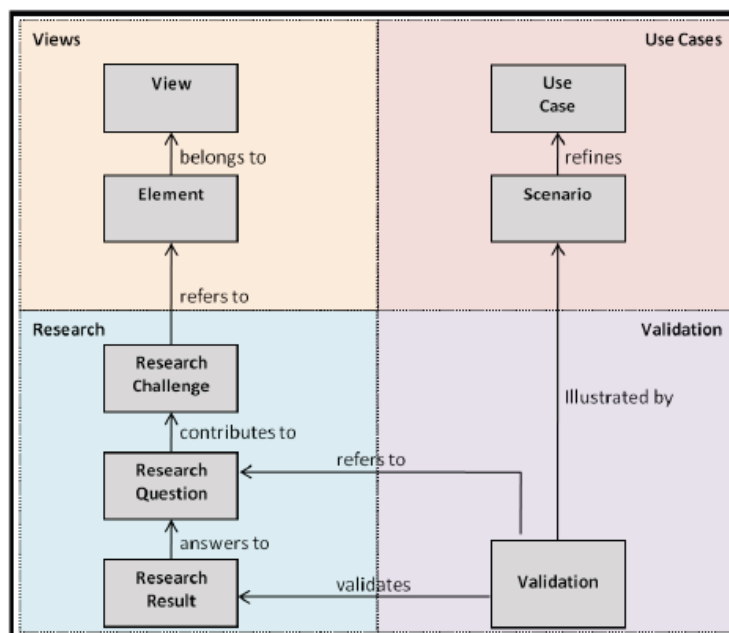 Views
View
belongs to
Element
refers to
Use Cases
Use
Case
refines
Scenario
Research
Research
Challenge
contributes to
Research
Question
answers to
Research
Result
Validation
Illustrated by
refers to
validates
Validation